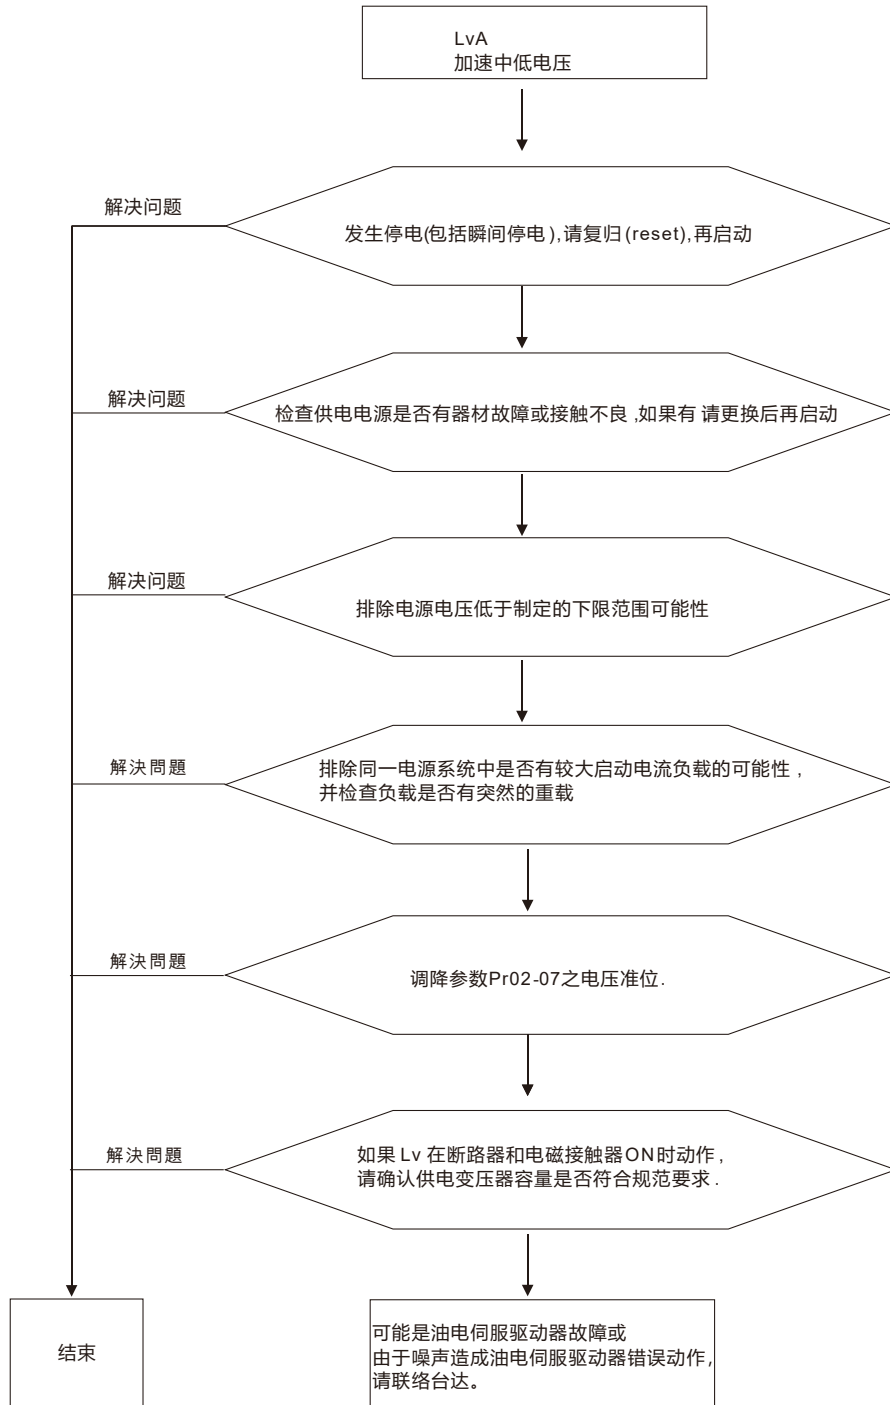 LvA
加速中低电压
解决问题
发生停电(包括瞬间停电),请复归(reset),再启动
解决问题
检查供电电源是否有器材故障或接触不良,如果有 请更换后再启动
解决问题
排除电源电压低于制定的下限范围可能性
解決問題
排除同一电源系统中是否有较大启动电流负载的可能性,
并检查负载是否有突然的重载
解決問題
调降参数Pr02-07之电压准位.
解決問題
如果 Lv 在断路器和电磁接触器ON时动作,
请确认供电变压器容量是否符合规范要求.
结束
可能是油电伺服驱动器故障或
由于噪声造成油电伺服驱动器错误动作,
请联络台达。